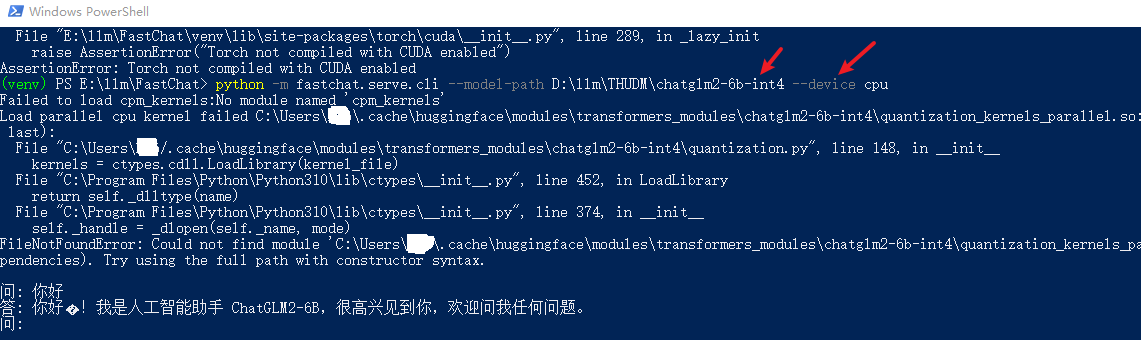 Windows PowerShell
File "E:\llm\FastChat\venv\lib\site-packages\torch\cuda\__init__.py", line 289, in _lazy_init
raise AssertionError("Torch not compiled with CUDA enabled")
AssertionError: Torch not compiled with CUDA enabled
(venv) PS E:\llm\FastChat> python -m fastchat.serve.cli --model-path D:\llm\THUDM\chatglm2-6b-int4 --device cpu
Failed to load cpm_kernels:No module named 'cpm_kernels'
Load parallel cpu kernel failed C:\Users\ \.cache\huggingface\modules\transformers_modules\chatglm2-6b-int4\quantization_kernels_parallel.so:
last):
File "C:\Users\ /.cache\huggingface\modules\transformers_modules\chatglm2-6b-int4\quantization.py", line 148, in __init__
kernels = ctypes.cdll.LoadLibrary(kernel_file)
File "C:\Program Files\Python\Python310\lib\ctypes\__init__.py", line 452, in LoadLibrary
return self._dlltype(name)
File "C:\Program Files\Python\Python310\lib\ctypes\__init__.py", line 374, in __init__
self._handle = _dlopen(self._name, mode)
FileNotFoundError: Could not find module 'C:\Users\ \.cache\huggingface\modules\transformers_modules\chatglm2-6b-int4\quantization_kernels_pa
pendencies). Try using the full path with constructor syntax.
问: 你好
答: 你好�! 我是人工智能助手 ChatGLM2-6B, 很高兴见到你, 欢迎问我任何问题。
问: